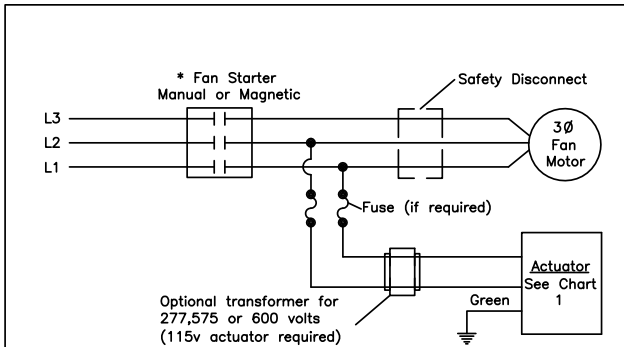 * Fan Starter
Manual or Magnetic
Safety Disconnect
L3
L2
L1
3Ø
Fan
Motor
Fuse (if required)
Actuator
See Chart
1
Green
Optional transformer for
277,575 or 600 volts
(115v actuator required)